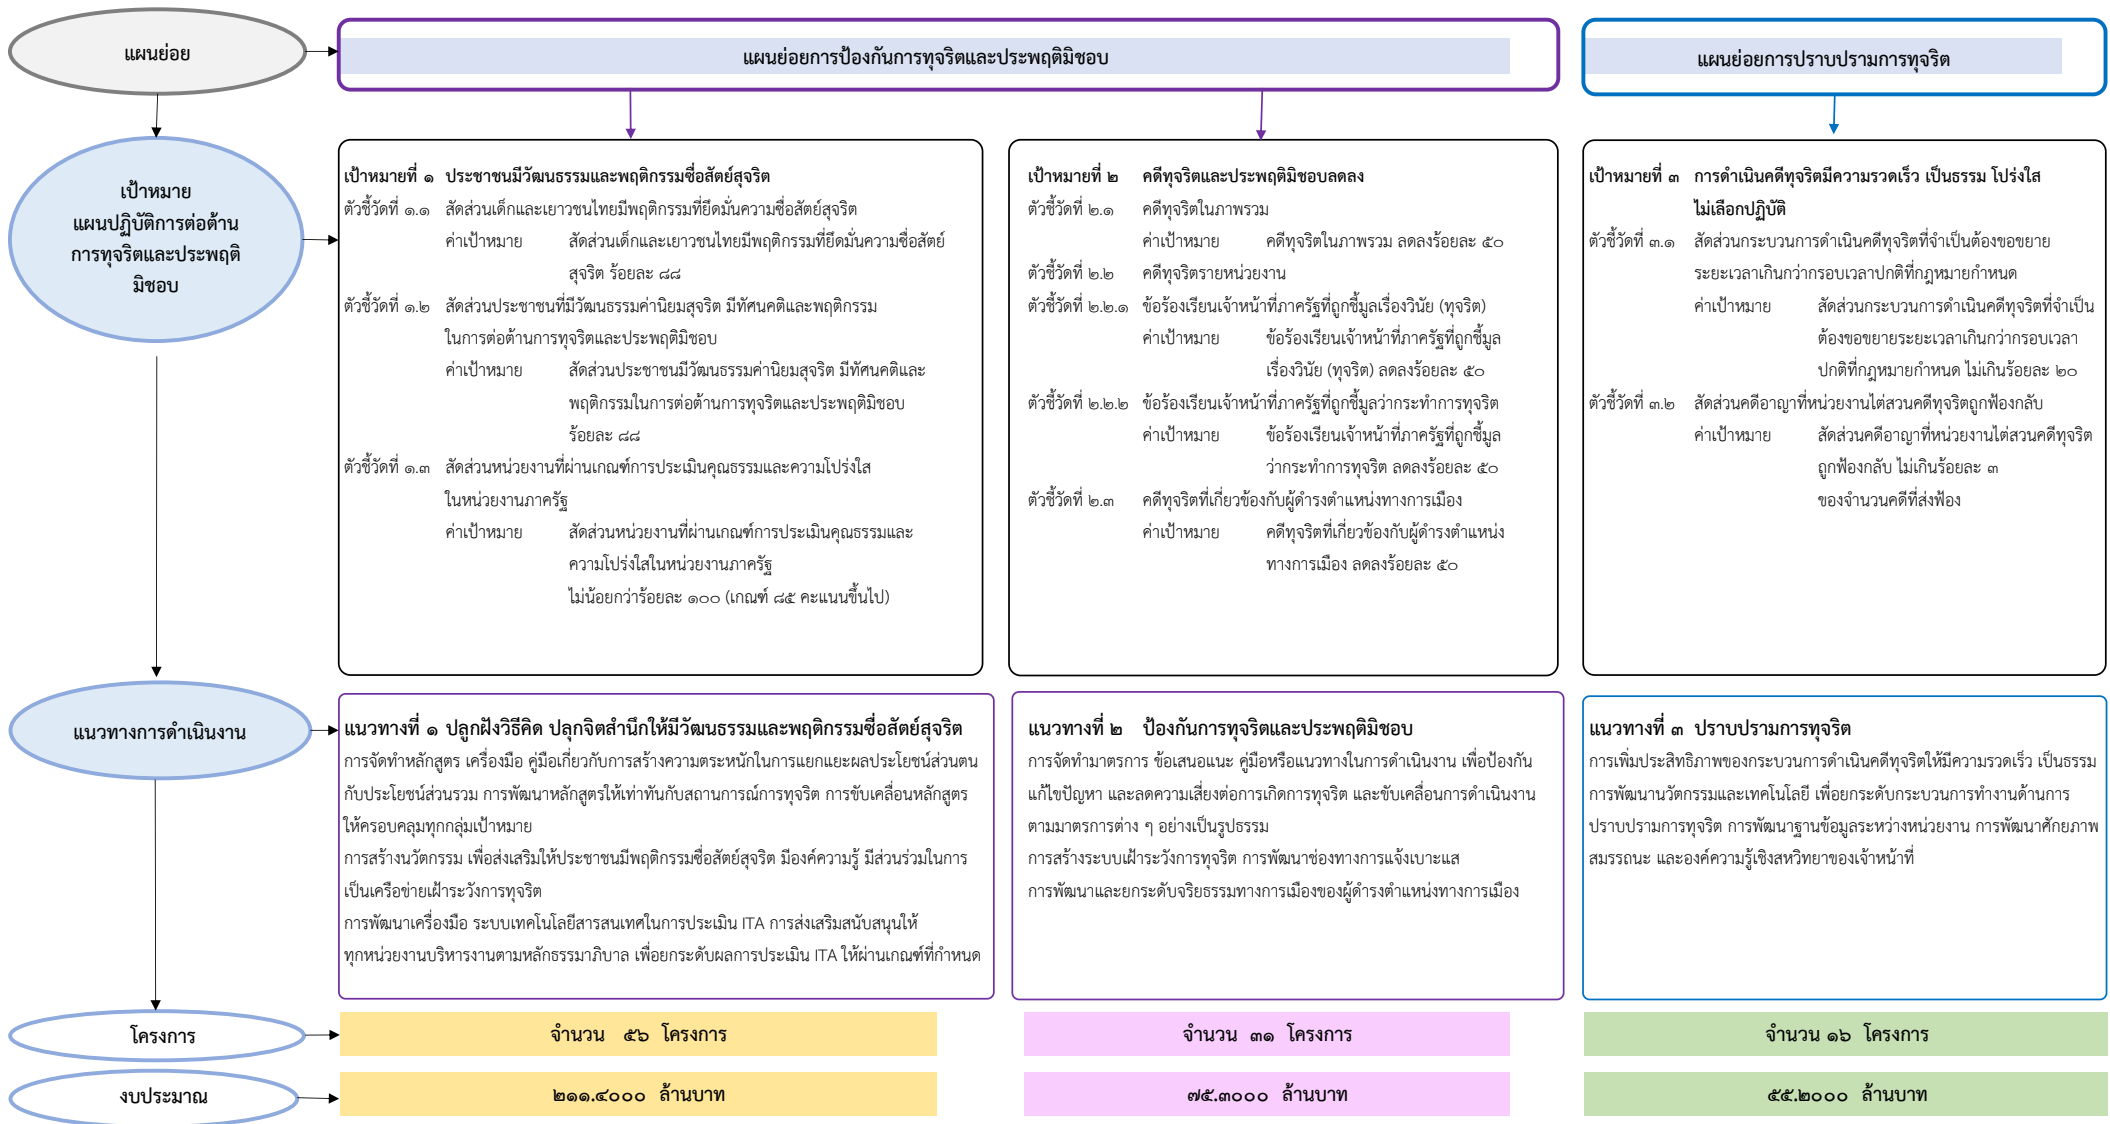 แผนย่อย
แผนย่อยการป้องกันการทุจริตและประพฤติมิชอบ
แผนย่อยการปราบปรามการทุจริต
เป้าหมาย
แผนปฏิบัติการต่อต้าน
การทุจริตและประพฤติ
มิชอบ
เป้าหมายที่ ๑ ประชาชนมีวัฒนธรรมและพฤติกรรมซื่อสัตย์สุจริต
ตัวชี้วัดที่ ๑.๑ สัดส่วนเด็กและเยาวชนไทยมีพฤติกรรมที่ยึดมั่นความซื่อสัตย์สุจริต
ค่าเป้าหมาย สัดส่วนเด็กและเยาวชนไทยมีพฤติกรรมที่ยึดมั่นความซื่อสัตย์
สุจริต ร้อยละ ๘๘
ตัวชี้วัดที่ ๑.๒ สัดส่วนประชาชนที่มีวัฒนธรรมค่านิยมสุจริต มีทัศนคติและพฤติกรรม
ในการต่อต้านการทุจริตและประพฤติมิชอบ
ค่าเป้าหมาย สัดส่วนประชาชนมีวัฒนธรรมค่านิยมสุจริต มีทัศนคติและ
พฤติกรรมในการต่อต้านการทุจริตและประพฤติมิชอบ
ร้อยละ ๘๘
ตัวชี้วัดที่ ๑.๓ สัดส่วนหน่วยงานที่ผ่านเกณฑ์การประเมินคุณธรรมและความโปร่งใส
ในหน่วยงานภาครัฐ
ค่าเป้าหมาย สัดส่วนหน่วยงานที่ผ่านเกณฑ์การประเมินคุณธรรมและ
ความโปร่งใสในหน่วยงานภาครัฐ
ไม่น้อยกว่าร้อยละ ๑๐๐ (เกณฑ์ ๘๕ คะแนนขึ้นไป)
เป้าหมายที่ ๒ คดีทุจริตและประพฤติมิชอบลดลง
ตัวชี้วัดที่ ๒.๑ คดีทุจริตในภาพรวม
ค่าเป้าหมาย คดีทุจริตในภาพรวม ลดลงร้อยละ ๕๐
ตัวชี้วัดที่ ๒.๒ คดีทุจริตรายหน่วยงาน
ตัวชี้วัดที่ ๒.๒.๑ ข้อร้องเรียนเจ้าหน้าที่ภาครัฐที่ถูกชี้มูลเรื่องวินัย (ทุจริต)
ค่าเป้าหมาย ข้อร้องเรียนเจ้าหน้าที่ภาครัฐที่ถูกชี้มูล
เรื่องวินัย (ทุจริต) ลดลงร้อยละ ๕๐
ตัวชี้วัดที่ ๒.๒.๒ ข้อร้องเรียนเจ้าหน้าที่ภาครัฐที่ถูกชี้มูลว่ากระทำการทุจริต
ค่าเป้าหมาย ข้อร้องเรียนเจ้าหน้าที่ภาครัฐที่ถูกชี้มูล
ว่ากระทำการทุจริต ลดลงร้อยละ ๕๐
ตัวชี้วัดที่ ๒.๓ คดีทุจริตที่เกี่ยวข้องกับผู้ดำรงตำแหน่งทางการเมือง
ค่าเป้าหมาย คดีทุจริตที่เกี่ยวข้องกับผู้ดำรงตำแหน่ง
ทางการเมือง ลดลงร้อยละ ๕๐
เป้าหมายที่ ๓ การดำเนินคดีทุจริตมีความรวดเร็ว เป็นธรรม โปร่งใส
ไม่เลือกปฏิบัติ
ตัวชี้วัดที่ ๓.๑ สัดส่วนกระบวนการดำเนินคดีทุจริตที่จำเป็นต้องขอขยาย
ระยะเวลาเกินกว่ากรอบเวลาปกติที่กฎหมายกำหนด
ค่าเป้าหมาย สัดส่วนกระบวนการดำเนินคดีทุจริตที่จำเป็น
ต้องขอขยายระยะเวลาเกินกว่ากรอบเวลา
ปกติที่กฎหมายกำหนด ไม่เกินร้อยละ ๒๐
ตัวชี้วัดที่ ๓.๒ สัดส่วนคดีอาญาที่หน่วยงานไต่สวนคดีทุจริตถูกฟ้องกลับ
ค่าเป้าหมาย สัดส่วนคดีอาญาที่หน่วยงานไต่สวนคดีทุจริต
ถูกฟ้องกลับ ไม่เกินร้อยละ ๓
ของจำนวนคดีที่ส่งฟ้อง
แนวทางการดำเนินงาน
แนวทางที่ ๑ ปลูกฝังวิธีคิด ปลุกจิตสำนึกให้มีวัฒนธรรมและพฤติกรรมซื่อสัตย์สุจริต
การจัดทำหลักสูตร เครื่องมือ คู่มือเกี่ยวกับการสร้างความตระหนักในการแยกแยะผลประโยชน์ส่วนตน
กับประโยชน์ส่วนรวม การพัฒนาหลักสูตรให้เท่าทันกับสถานการณ์การทุจริต การขับเคลื่อนหลักสูตร
ให้ครอบคลุมทุกกลุ่มเป้าหมาย
การสร้างนวัตกรรม เพื่อส่งเสริมให้ประชาชนมีพฤติกรรมซื่อสัตย์สุจริต มีองค์ความรู้ มีส่วนร่วมในการ
เป็นเครือข่ายเฝ้าระวังการทุจริต
การพัฒนาเครื่องมือ ระบบเทคโนโลยีสารสนเทศในการประเมิน ITA การส่งเสริมสนับสนุนให้
ทุกหน่วยงานบริหารงานตามหลักธรรมาภิบาล เพื่อยกระดับผลการประเมิน ITA ให้ผ่านเกณฑ์ที่กำหนด
แนวทางที่ ๒ ป้องกันการทุจริตและประพฤติมิชอบ
การจัดทำมาตรการ ข้อเสนอแนะ คู่มือหรือแนวทางในการดำเนินงาน เพื่อป้องกัน
แก้ไขปัญหา และลดความเสี่ยงต่อการเกิดการทุจริต และขับเคลื่อนการดำเนินงาน
ตามมาตรการต่าง ๆ อย่างเป็นรูปธรรม
การสร้างระบบเฝ้าระวังการทุจริต การพัฒนาช่องทางการแจ้งเบาะแส
การพัฒนาและยกระดับจริยธรรมทางการเมืองของผู้ดำรงตำแหน่งทางการเมือง
แนวทางที่ ๓ ปราบปรามการทุจริต
การเพิ่มประสิทธิภาพของกระบวนการดำเนินคดีทุจริตให้มีความรวดเร็ว เป็นธรรม
การพัฒนานวัตกรรมและเทคโนโลยี เพื่อยกระดับกระบวนการทำงานด้านการ
ปราบปรามการทุจริต การพัฒนาฐานข้อมูลระหว่างหน่วยงาน การพัฒนาศักยภาพ
สมรรถนะ และองค์ความรู้เชิงสหวิทยาของเจ้าหน้าที่
โครงการ
จำนวน ๕๖ โครงการ
จำนวน ๓๑ โครงการ
จำนวน ๑๖ โครงการ
งบประมาณ
๒๑๑.๔๐๐๐ ล้านบาท
๗๕.๓๐๐๐ ล้านบาท
๕๕.๒๐๐๐ ล้านบาท